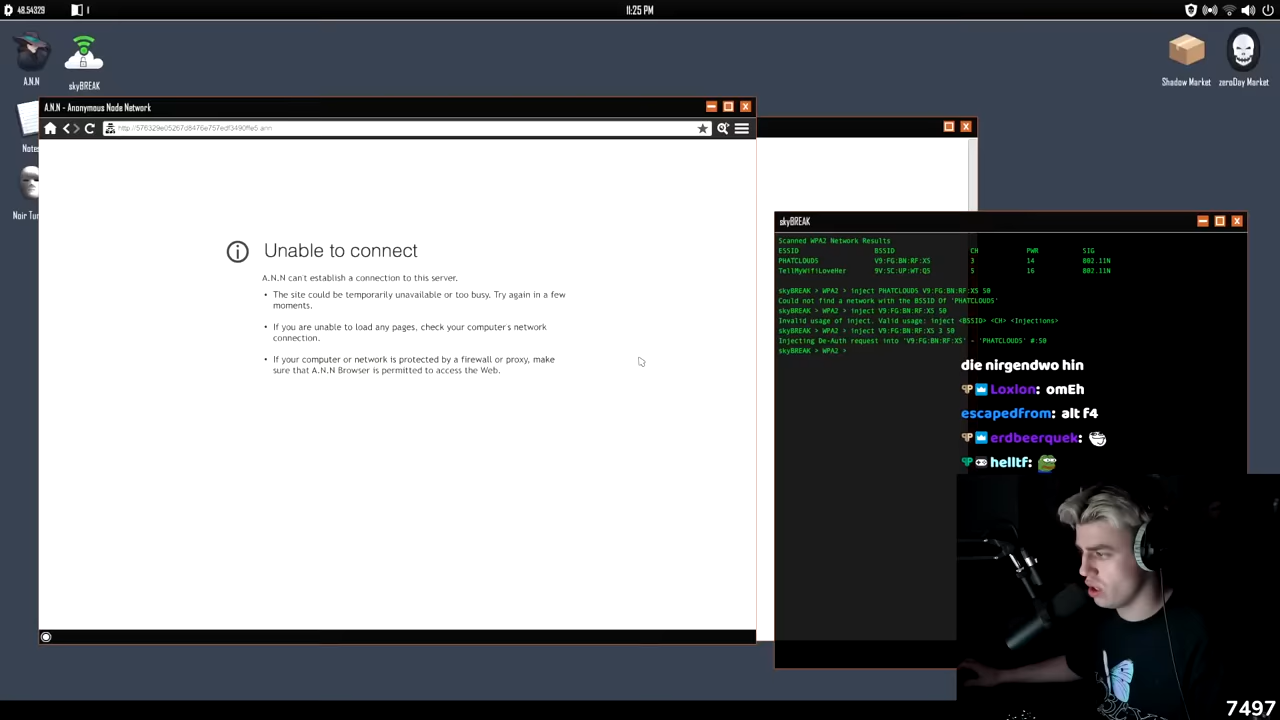 48.54329
1
11:25 PM
A.N.N
skyBREAK
Notes
Noir Tun
Shadow Market
zeroDay Market
A.N.N - Anonymous Node Network
Unable to connect
A.N.N can't establish a connection to this server.
• The site could be temporarily unavailable or too busy. Try again in a few
moments.
• If you are unable to load any pages, check your computer's network
connection.
• If your computer or network is protected by a firewall or proxy, make
sure that A.N.N Browser is permitted to access the Web.
skyBREAK
Scanned WPA2 Network Results
ESSID BSSID CH PWR SIG
PHATCLOUDS V9:FG:BN:RF:XS 3 14 802.11N
TellMyWifiLoveHer 9V:SC:UP:WT:QS 5 16 802.11N
skyBREAK > WPA2 > inject PHATCLOUDS V9:FG:BN:RF:XS 50
Could not find a network with the BSSID Of 'PHATCLOUDS'
skyBREAK > WPA2 > inject V9:FG:BN:RF:XS 50
Invalid usage of inject. Valid usage: inject <BSSID> <CH> <Injections>
skyBREAK > WPA2 > inject V9:FG:BN:RF:XS 3 50
Injecting De-Auth request into 'V9:FG:BN:RF:XS' - 'PHATCLOUDS' #:50
skyBREAK > WPA2 >
die nirgendwo hin
Loxion: omEh
escapedfrom: alt f4
erdbeerquek:
helltf:
7497